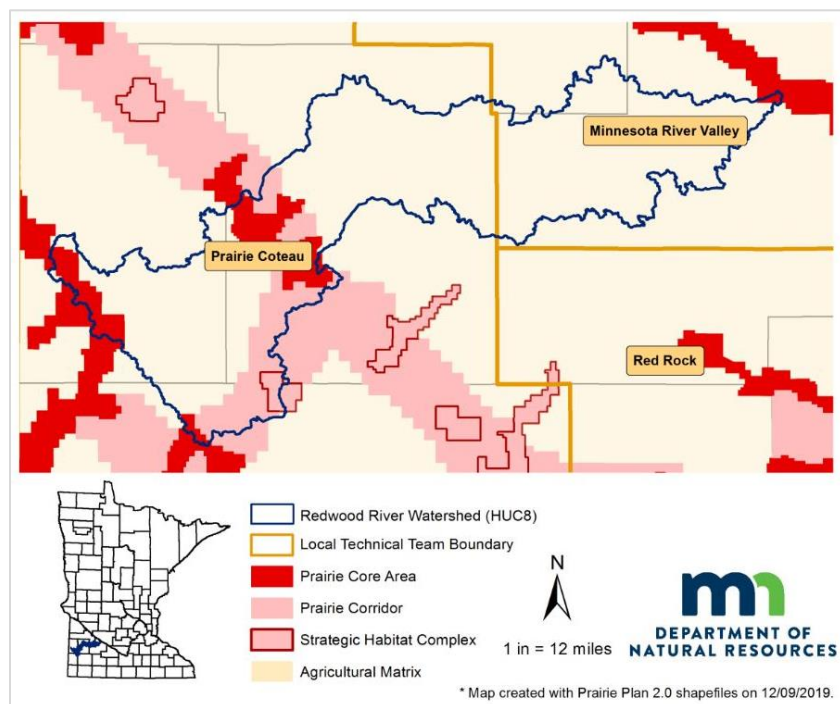 Minnesota River Valley
Prairie Coteau
Red Rock
Redwood River Watershed (HUC8)
Local Technical Team Boundary
Prairie Core Area
Prairie Corridor
Strategic Habitat Complex
Agricultural Matrix
N
1 in = 12 miles
mn
DEPARTMENT OF
NATURAL RESOURCES
* Map created with Prairie Plan 2.0 shapefiles on 12/09/2019.